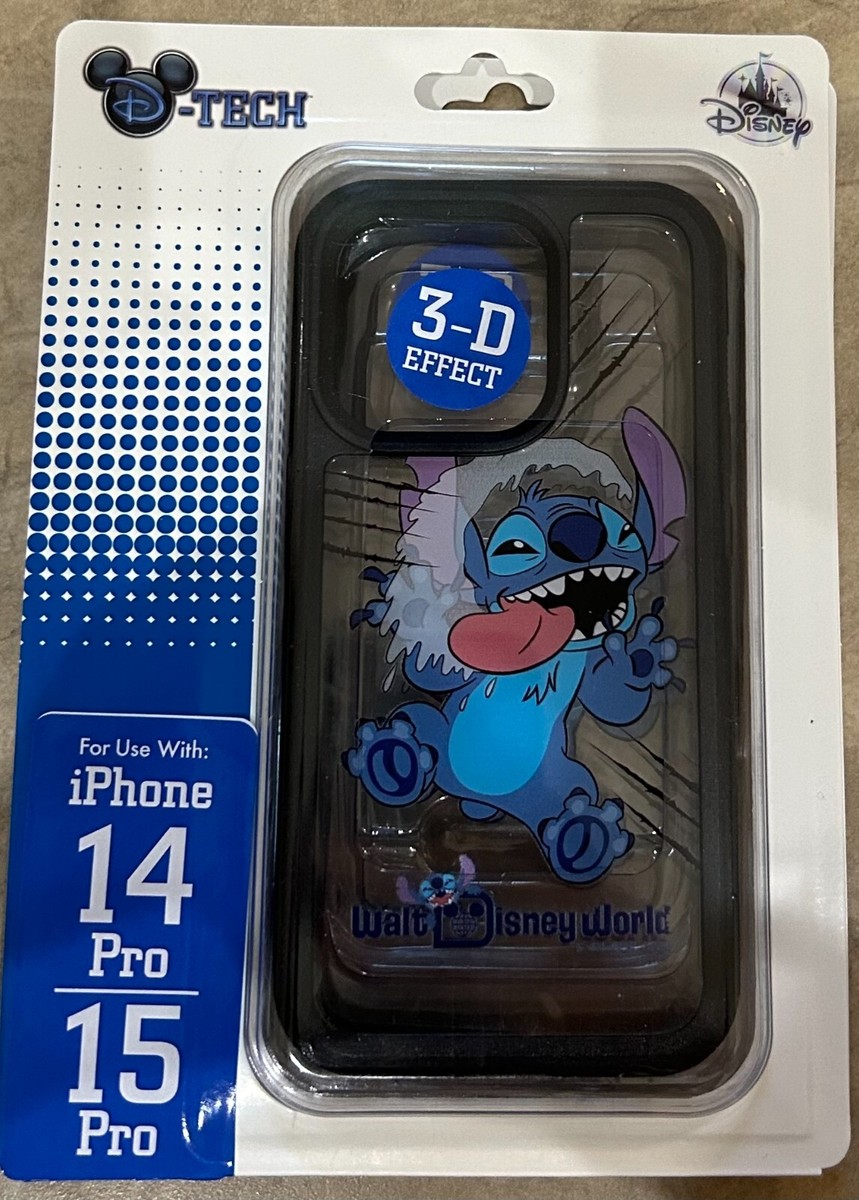 D-TECH
DISNEY
3-D
EFFECT
For Use With:
iPhone
14
Pro
15
Pro
Walt Disney World